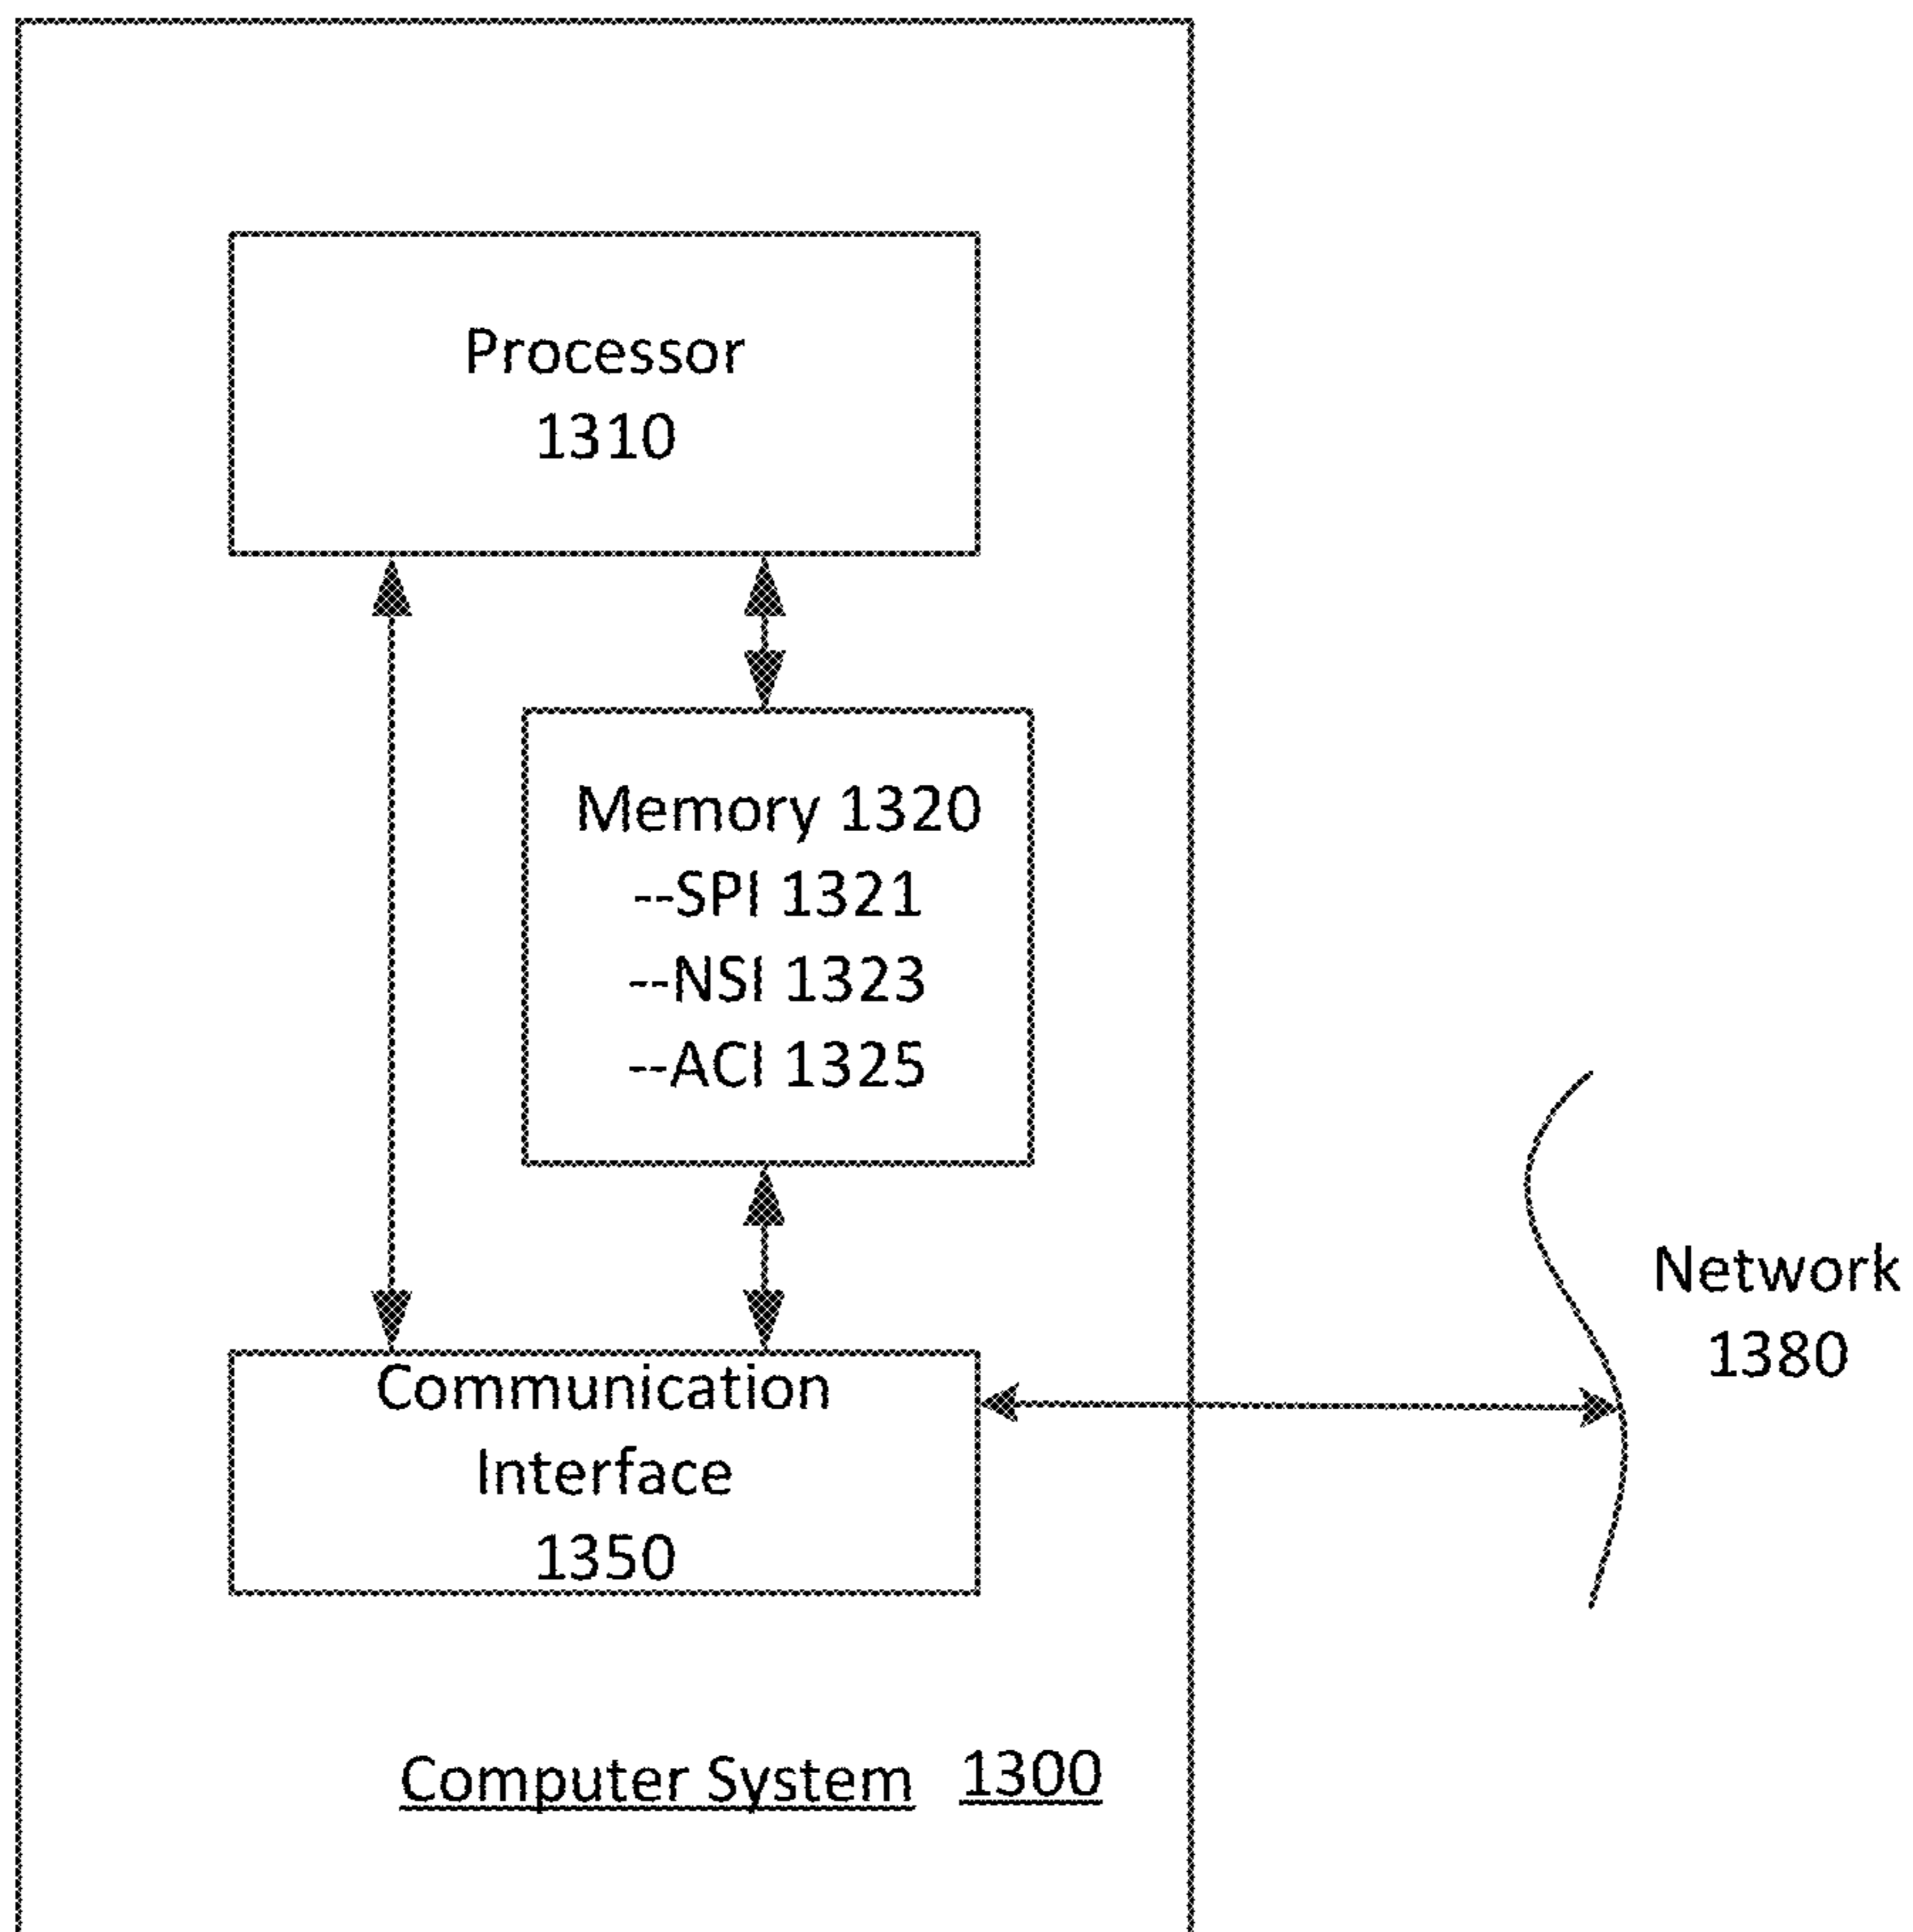 Processor
1310
Memory 1320
--SPI 1321
--NSI 1323
--ACI 1325
Network
1380
Communication
Interface
1350
Computer System 1300